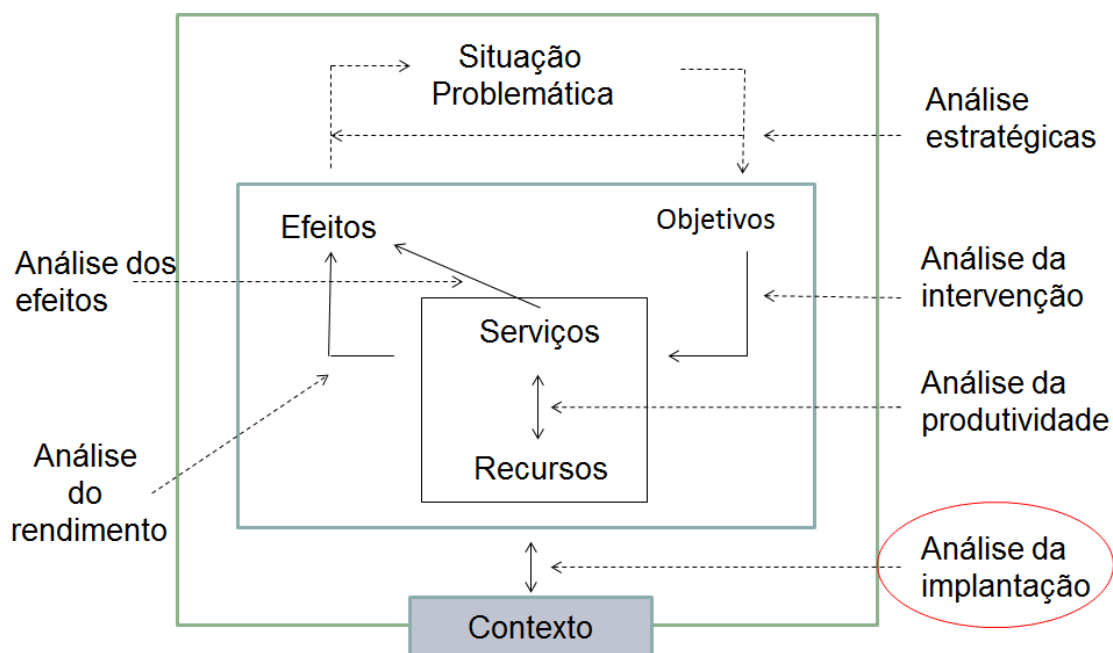 Situação
Problemática
Análise
estratégicas
Efeitos
Objetivos
Análise dos
efeitos
Análise da
intervenção
Serviços
Análise da
produtividade
Recursos
Análise
do
rendimento
Análise da
implantação
Contexto